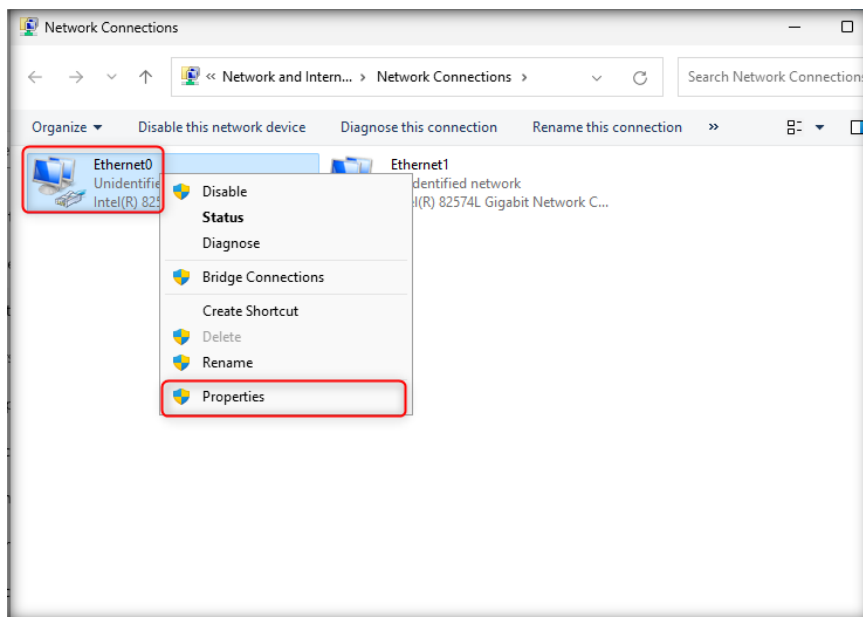 Network Connections
« Network and Intern... > Network Connections >
Search Network Connections
Organize
Disable this network device
Diagnose this connection
Rename this connection
»
Ethernet0
Unidentifie
Intel(R) 825
Ethernet1
dentified network
(R) 82574L Gigabit Network C...
Disable
Status
Diagnose
Bridge Connections
Create Shortcut
Delete
Rename
Properties